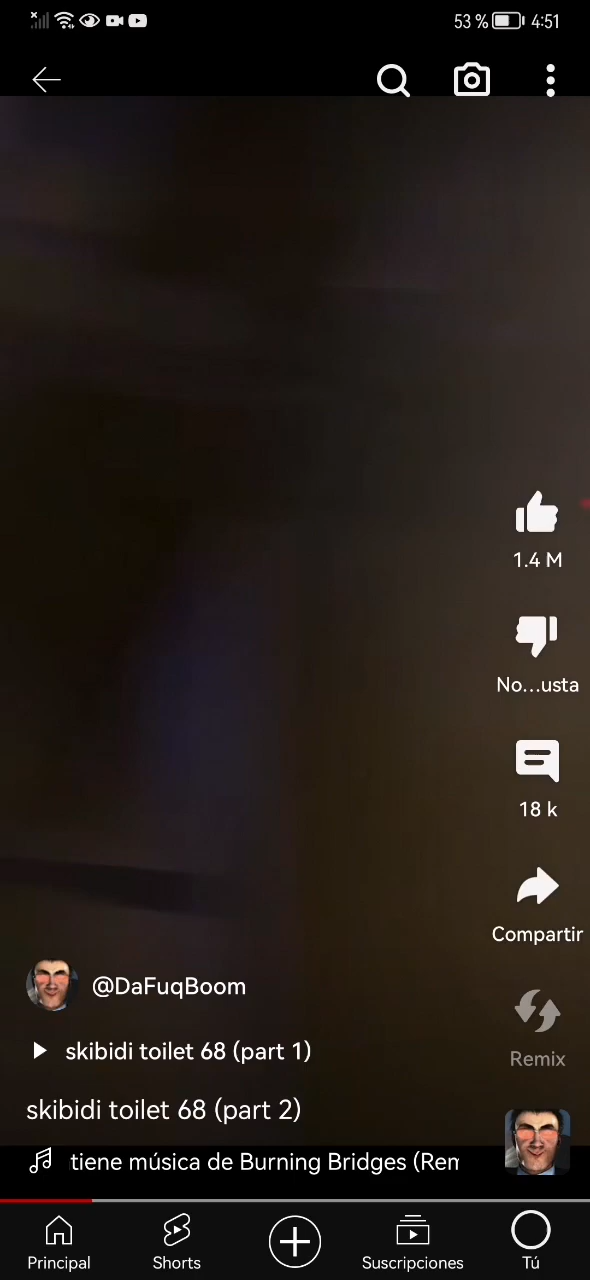 53 % 4:51
1.4 M
No...usta
18 k
Compartir
@DaFuqBoom
skibidi toilet 68 (part 1)
Remix
skibidi toilet 68 (part 2)
tiene música de Burning Bridges (Rem
Principal
Shorts
Suscripciones
Tú